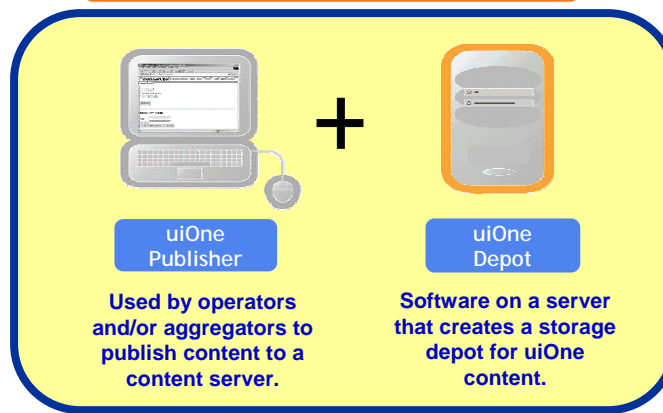 +
uiOne
Publisher
uiOne
Depot
Used by operators
and/or aggregators to
publish content to a
content server.
Software on a server
that creates a storage
depot for uiOne
content.